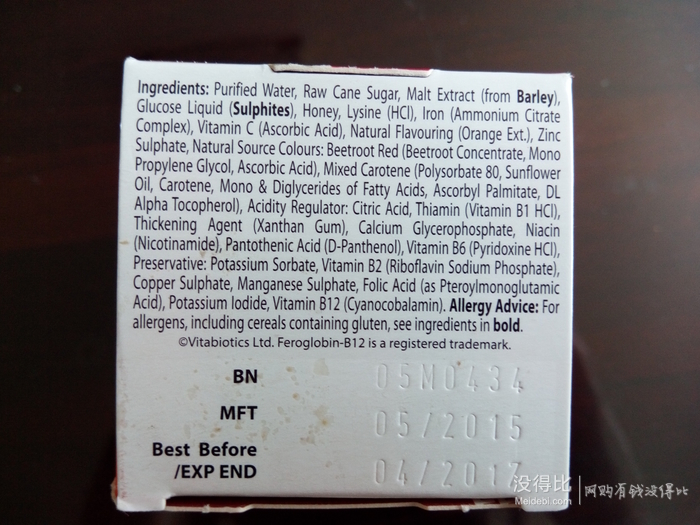 Ingredients: Purified Water, Raw Cane Sugar, Malt Extract (from Barley),
Glucose Liquid (Sulphites), Honey, Lysine (HCl), Iron (Ammonium Citrate
Complex), Vitamin C (Ascorbic Acid), Natural Flavouring (Orange Ext.), Zinc
Sulphate, Natural Source Colours: Beetroot Red (Beetroot Concentrate, Mono
Propylene Glycol, Ascorbic Acid), Mixed Carotene (Polysorbate 80, Sunflower
Oil, Carotene, Mono & Diglycerides of Fatty Acids, Ascorbyl Palmitate, DL
Alpha Tocopherol), Acidity Regulator: Citric Acid, Thiamin (Vitamin B1 HCl),
Thickening Agent (Xanthan Gum), Calcium Glycerophosphate, Niacin
(Nicotinamide), Pantothenic Acid (D-Panthenol), Vitamin B6 (Pyridoxine HCl),
Preservative: Potassium Sorbate, Vitamin B2 (Riboflavin Sodium Phosphate),
Copper Sulphate, Manganese Sulphate, Folic Acid (as Pteroylmonoglutamic
Acid), Potassium Iodide, Vitamin B12 (Cyanocobalamin). Allergy Advice: For
allergens, including cereals containing gluten, see ingredients in bold.
©Vitabiotics Ltd. Feroglobin-B12 is a registered trademark.
BN 05N0434
MFT 05/2015
Best Before
/EXP END 04/2017
没得比
Meidebi.com
网购有钱没得比